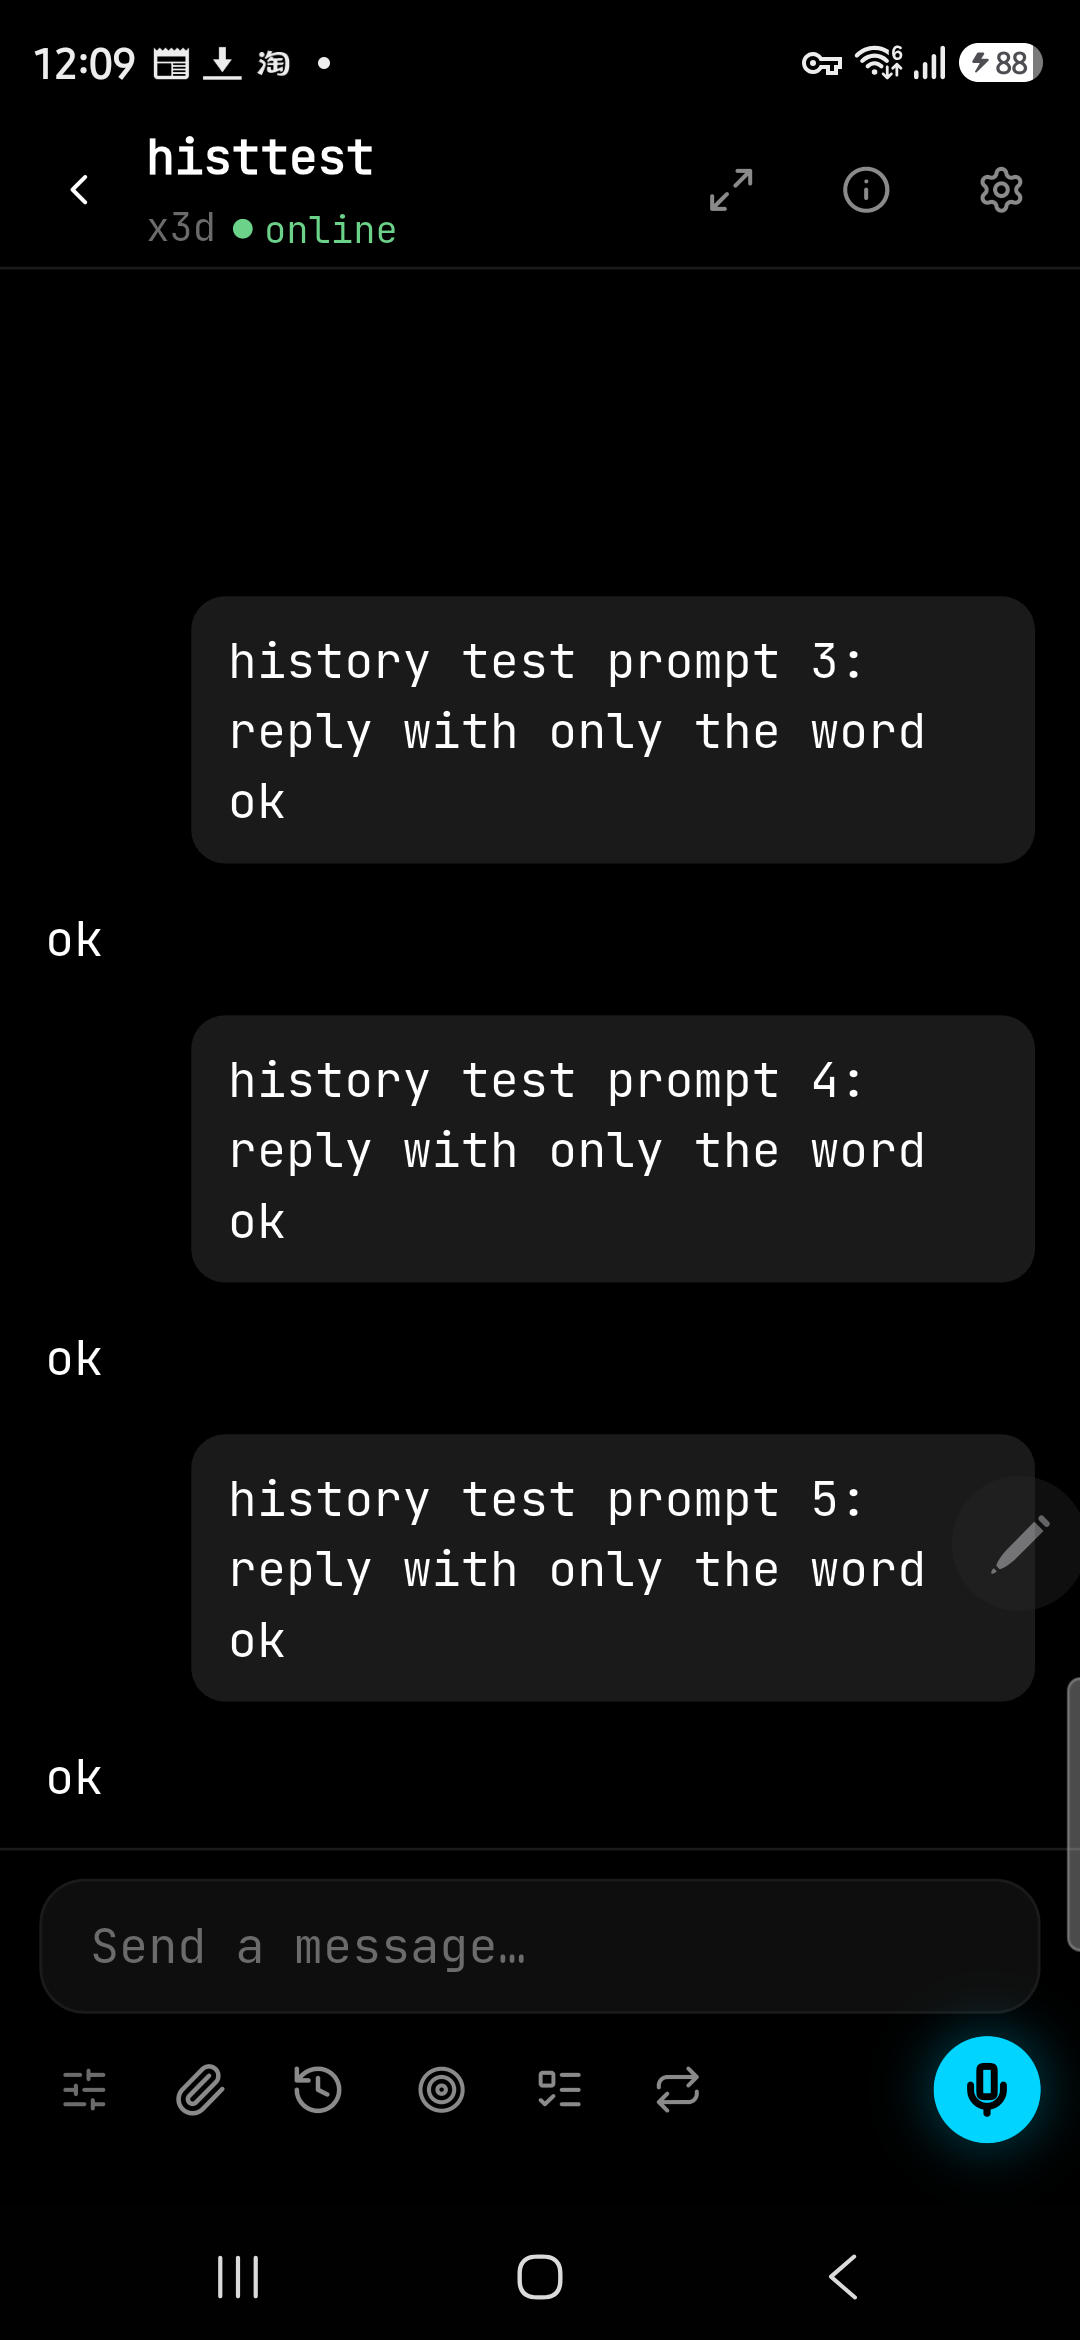 12:09 淘 6 88
histtest
x3d online
history test prompt 3:
reply with only the word
ok
ok
history test prompt 4:
reply with only the word
ok
ok
history test prompt 5:
reply with only the word
ok
ok
Send a message…